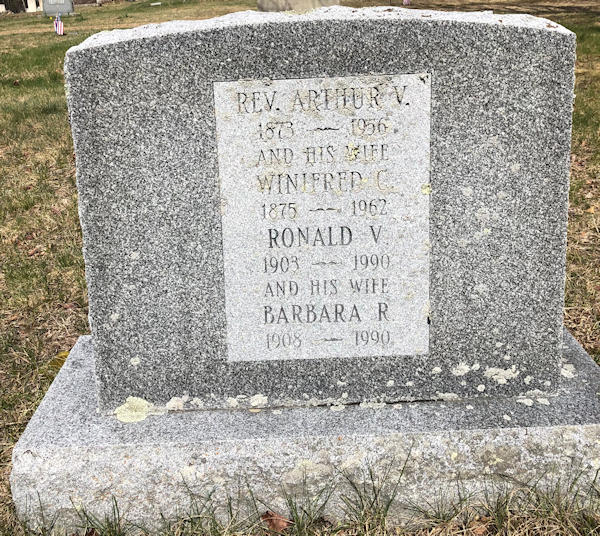 REV. ARTHUR V.
1873 ~ 1956
AND HIS WIFE
WINIFRED C.
1875 ~ 1962
RONALD V.
1903 ~ 1990
AND HIS WIFE
BARBARA R.
1908 ~ 1990